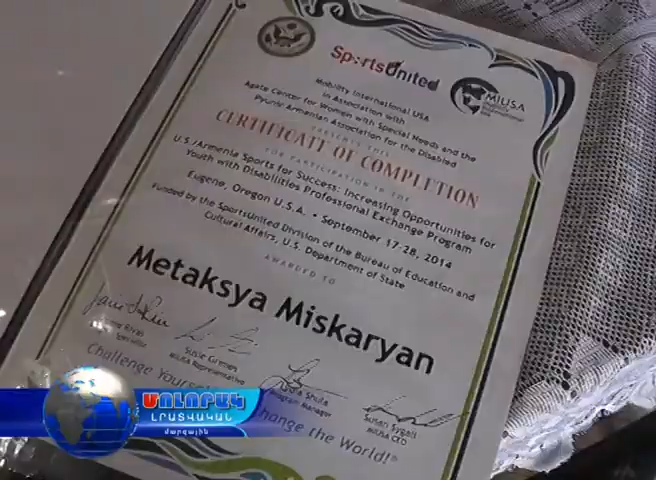 SportsUnited
MIUSA
Mobility International USA
in Association with
Agate Center for Women with Special Needs and the
Pyunic Armenian Association for the Disabled
PRESENTS THIS
CERTIFICATE OF COMPLETION
FOR PARTICIPATION IN THE
U.S./Armenia Sports for Success: Increasing Opportunities for
Youth with Disabilities Professional Exchange Program
Eugene, Oregon U.S.A. • September 17-28, 2014
Funded by the SportsUnited Division of the Bureau of Education and
Cultural Affairs, U.S. Department of State
AWARDED TO
Metaksya Miskaryan
Susie Grimes
MIUSA Representative
Program Manager
Susan Sygall
MIUSA CEO
Challenge Yourself
Change the World!®
ՄՈԼՈՐԱԿ
ԼՐԱՏՎԱԿԱՆ
մարզային